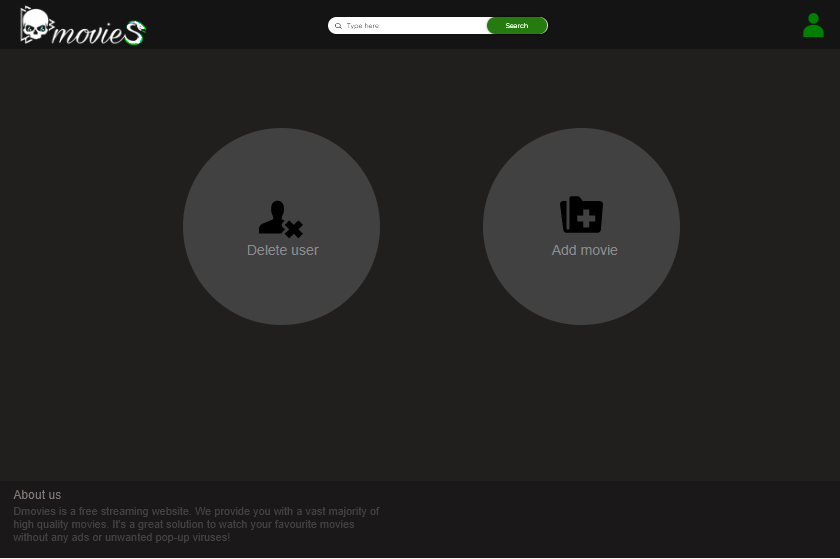 DmovieS
Type here
Search
Delete user
Add movie
About us
Dmovies is a free streaming website. We provide you with a vast majority of
high quality movies. It's a great solution to watch your favourite movies
without any ads or unwanted pop-up viruses!